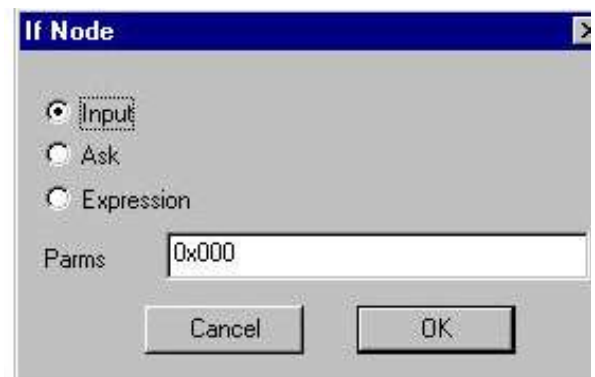 If Node
Input
Ask
Expression
Parms 0x000
Cancel OK